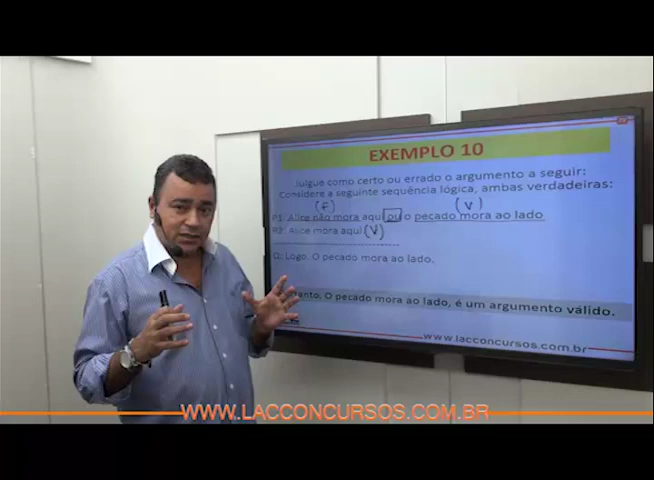 EXEMPLO 10
Julgue como certo ou errado o argumento a seguir:
Considere a seguinte sequência lógica, ambas verdadeiras:
(F) (V)
P1: Alice não mora aqui ou o pecado mora ao lado
P2: Alice mora aqui (V)
Q: Logo. O pecado mora ao lado.
anto. O pecado mora ao lado, é um argumento válido.
www.lacconcursos.com.br
WWW.LACCONCURSOS.COM.BR